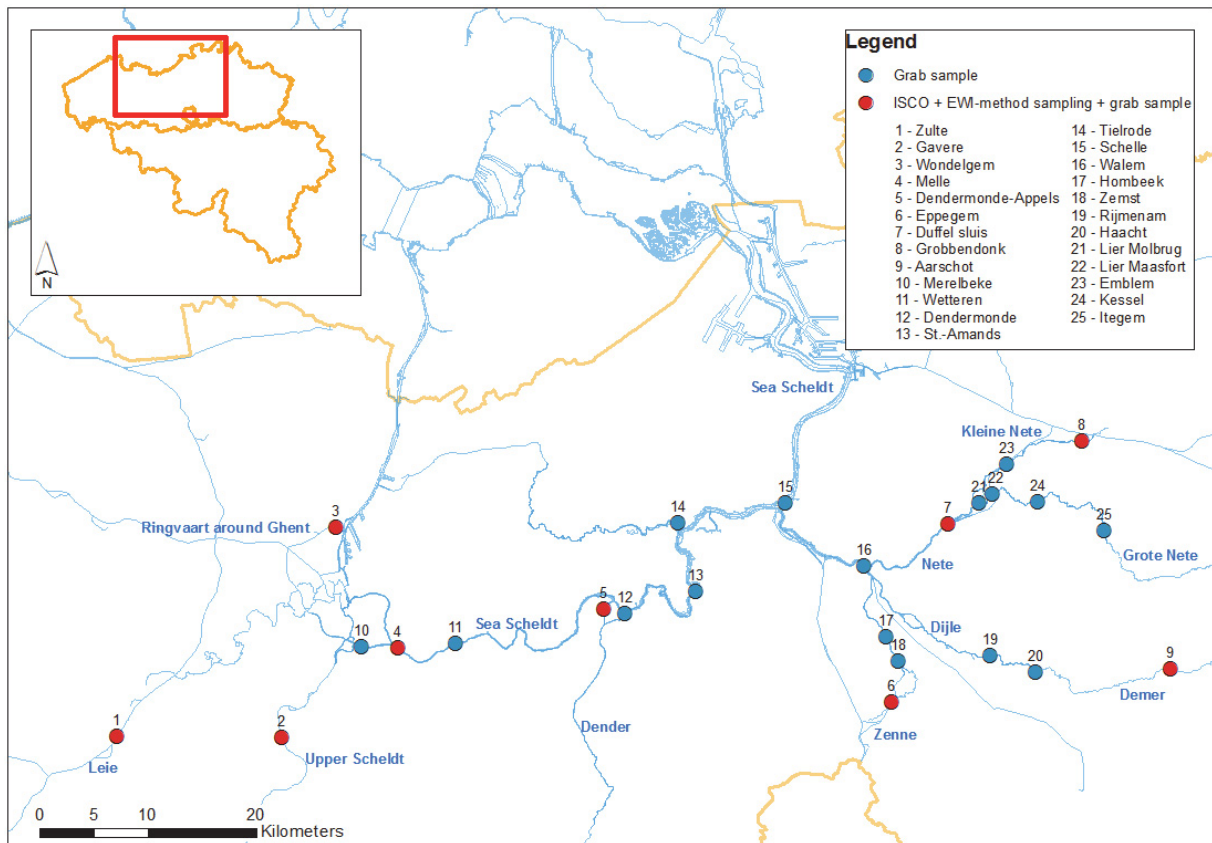 N
Legend
Grab sample
ISCO + EWI-method sampling + grab sample
1 - Zulte
2 - Gavere
3 - Wondelgem
4 - Melle
5 - Dendermonde-Appels
6 - Eppegem
7 - Duffel sluis
8 - Grobbendonk
9 - Aarschot
10 - Merelbeke
11 - Wetteren
12 - Dendermonde
13 - St.-Amands
14 - Tielrode
15 - Schelle
16 - Walem
17 - Hombeek
18 - Zemst
19 - Rijmenam
20 - Haacht
21 - Lier Molbrug
22 - Lier Maasfort
23 - Emblem
24 - Kessel
25 - Itegem
Sea Scheldt
8
Kleine Nete
23
22
21
24
15
7
25
14
3
Ringvaart around Ghent
Grote Nete
16
Nete
13
5
12
Sea Scheldt
11
10
4
17
Dijle
18
19
20
9
Demer
6
Zenne
1
2
Dender
Leie
Upper Scheldt
0 5 10 20
Kilometers